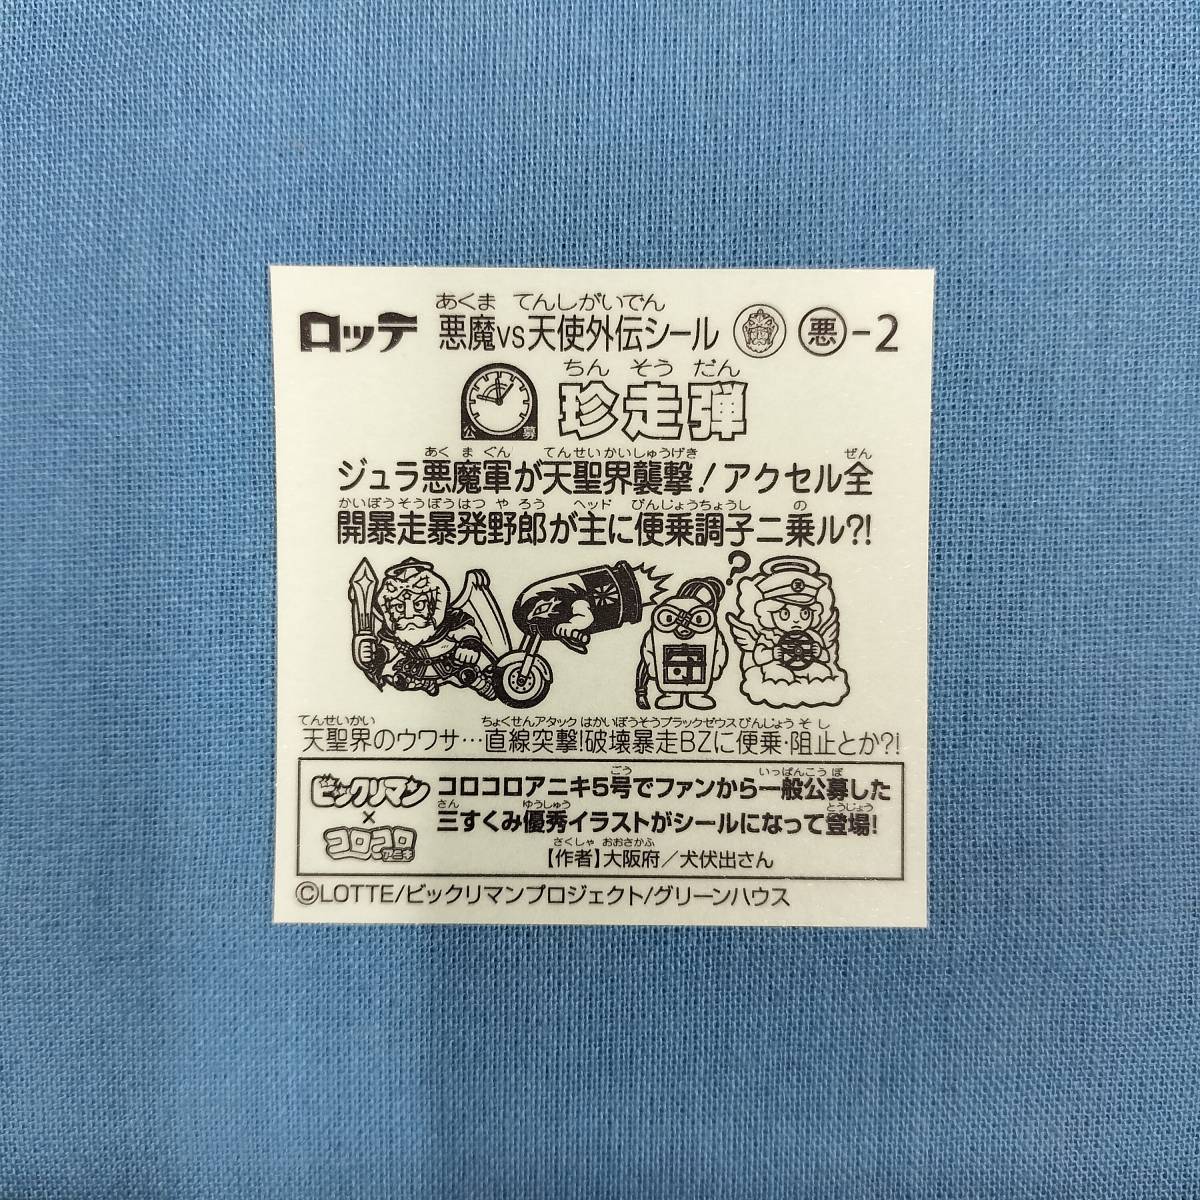 あくま てんしがいでん
ロッテ 悪魔vs天使外伝シール 悪-2
ちん そう だん
公募 珍走弾
あくまぐん てんせいかいしゅうげき ぜん
ジュラ悪魔軍が天聖界襲撃!アクセル全
かいぼうそうぼうはつ やろう ヘッド びんじょうちょうし の
開暴走暴発野郎が主に便乗調子ニ乗ル?!
?
守
てんせいかい ちょくせんアタック はかいぼうそうブラックゼウス びんじょう そし
天聖界のウワサ…直線突撃!破壊暴走BZに便乗・阻止とか?!
ごう いっぱんこうぼ
ビックリマン コロコロアニキ5号でファンから一般公募した
×
さん ゆうしゅう とうじょう
コロコロアニキ 三すくみ優秀イラストがシールになって登場!
さくしゃ おおさかふ
【作者】大阪府/犬伏出さん
©LOTTE/ビックリマンプロジェクト/グリーンハウス